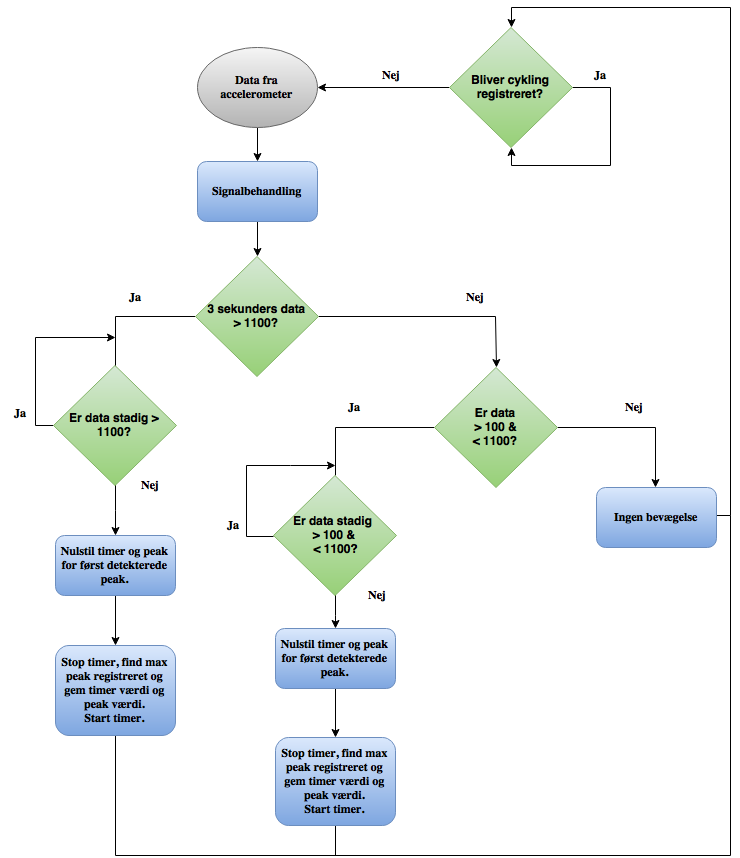 Bliver cykling
registreret?
Ja
Nej
Data fra
accelerometer
Signalbehandling
3 sekunders data
> 1100?
Ja
Nej
Er data stadig >
1100?
Ja
Nej
Nulstil timer og peak
for først detekterede
peak.
Stop timer, find max
peak registreret og
gem timer værdi og
peak værdi.
Start timer.
Er data
> 100 &
< 1100?
Ja
Nej
Er data stadig
> 100 &
< 1100?
Ja
Nej
Nulstil timer og peak
for først detekterede
peak.
Stop timer, find max
peak registreret og
gem timer værdi og
peak værdi.
Start timer.
Ingen bevægelse